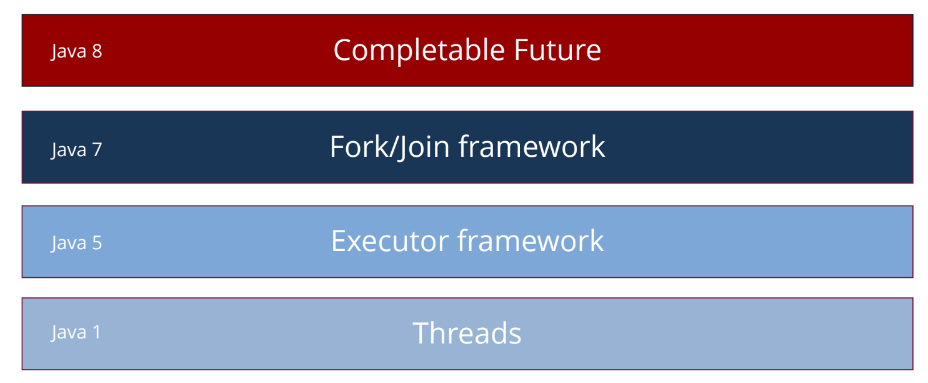 Java 8 Completable Future
Java 7 Fork/Join framework
Java 5 Executor framework
Java 1 Threads